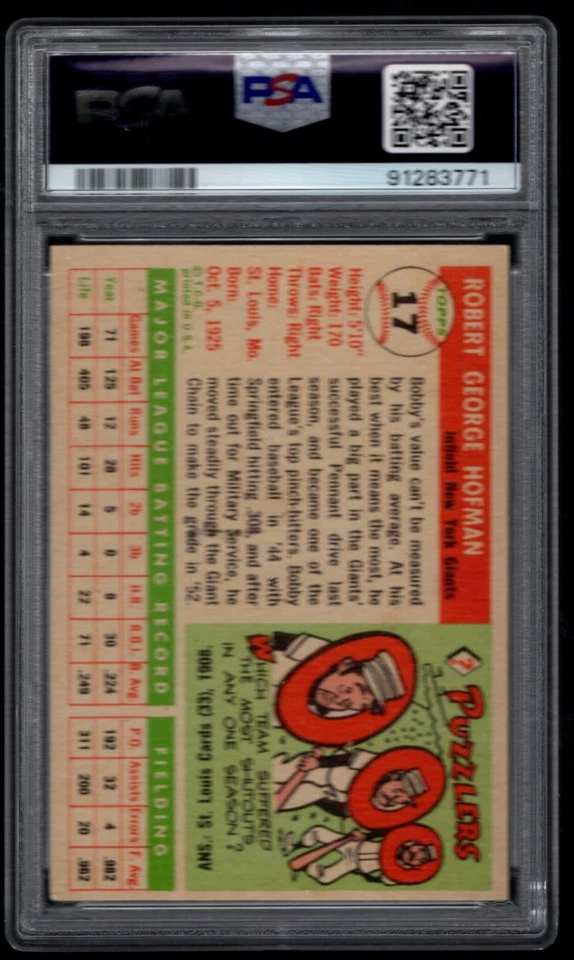 PSA
91283771
TOPPS
17
ROBERT GEORGE HOFMAN
infield New York Giants
Height: 5'10"
Weight: 170
Bats: Right
Throws: Right
Home:
St. Louis, Mo.
Born:
Oct. 5, 1925
© T.C.G.
printed in U.S.A.
Bobby's value can't be measured
by his batting average. At his
best when it means the most, he
played a big part in the Giants'
successful Pennant drive last
season, and became one of the
League's top pinch-hitters. Bobby
entered baseball in '44 with
Springfield hitting .308, and after
time out for Military Service, he
moved steadily through the Giant
Chain to make the grade in '52.
? PUZZLERS
WHICH TEAM SUFFERED
THE MOST SHUTOUTS
IN ANY ONE SEASON?
ANS.: St. Louis Cards (33), 1908.
MAJOR LEAGUE BATTING RECORD FIELDING
Games At Bat Runs Hits 2b 3b H.R. R.B.I. B. Avg. P.O. Assists Errors F. Avg.
Year 71 125 12 28 5 0 8 30 .224 192 32 4 .982
Life 198 405 48 101 14 4 22 71 .249 311 200 20 .962